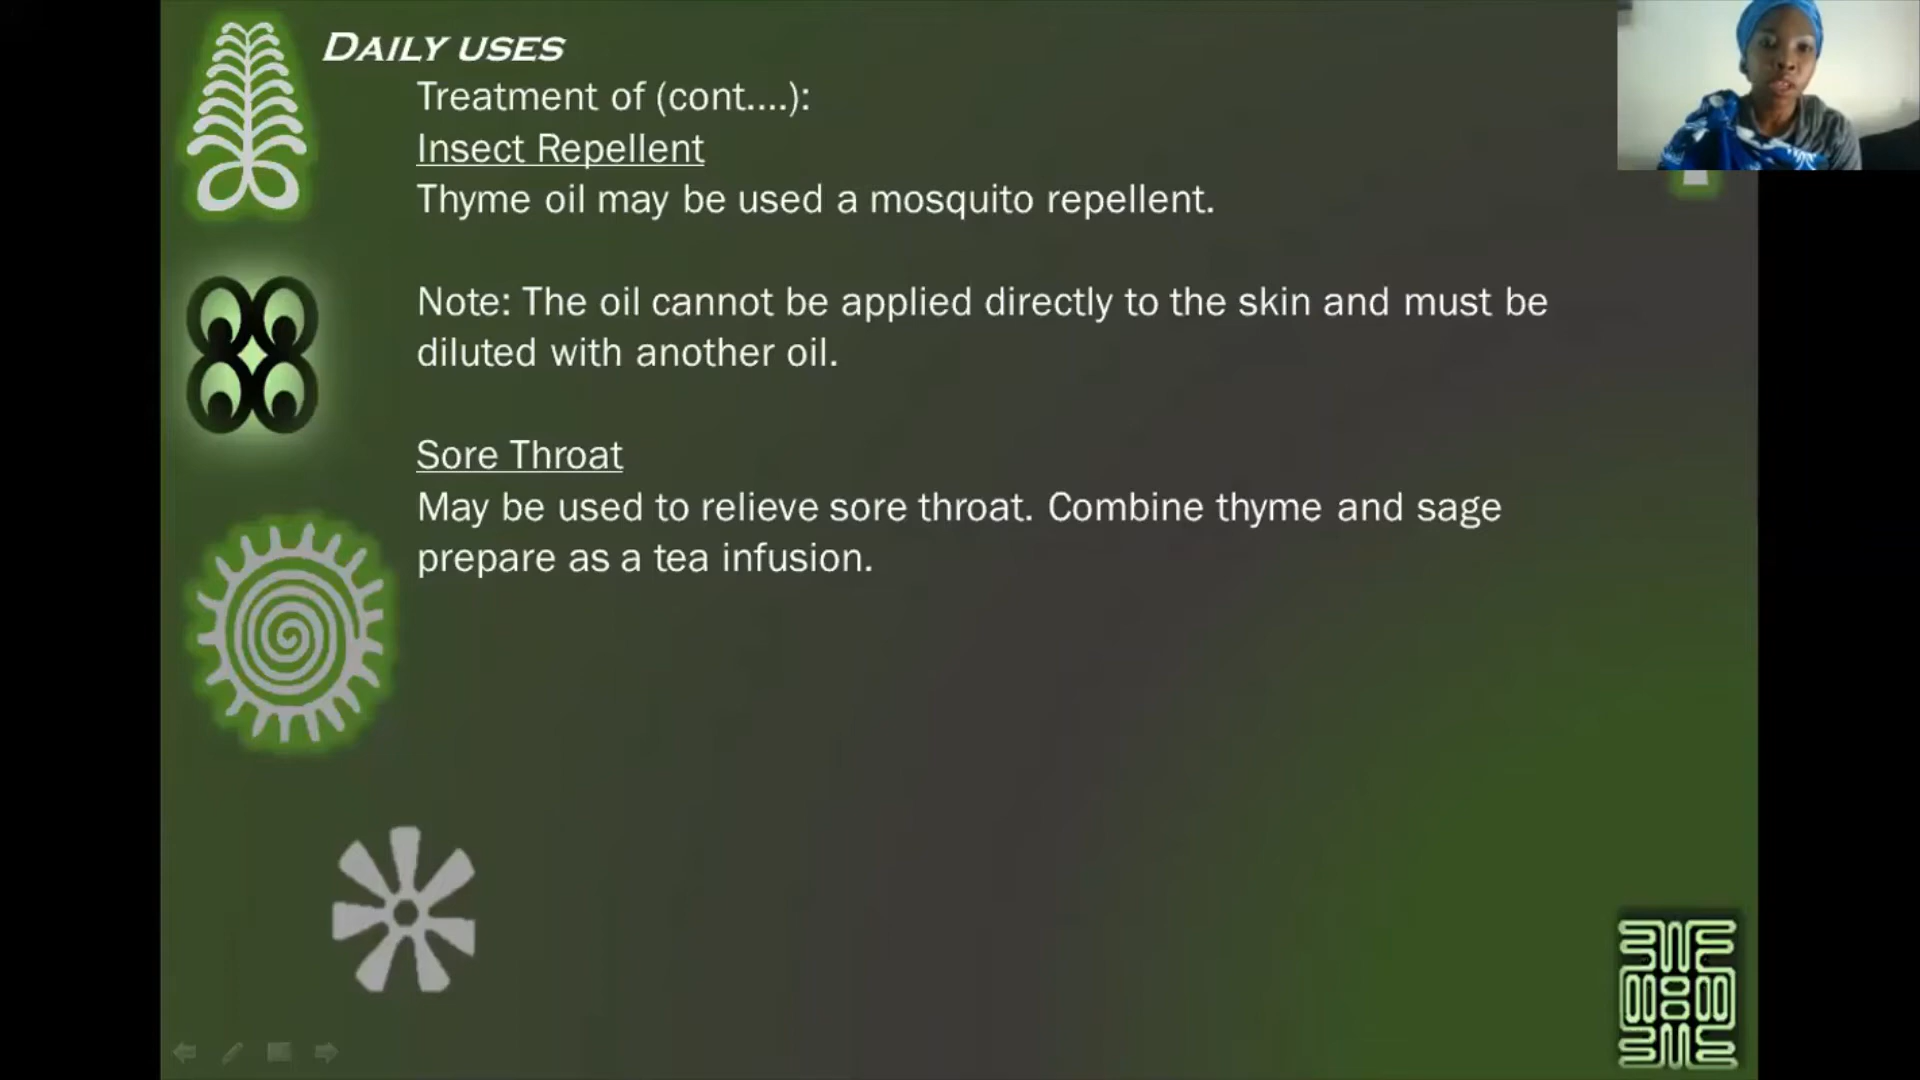 DAILY USES
Treatment of (cont....):
Insect Repellent
Thyme oil may be used a mosquito repellent.
Note: The oil cannot be applied directly to the skin and must be
diluted with another oil.
Sore Throat
May be used to relieve sore throat. Combine thyme and sage
prepare as a tea infusion.